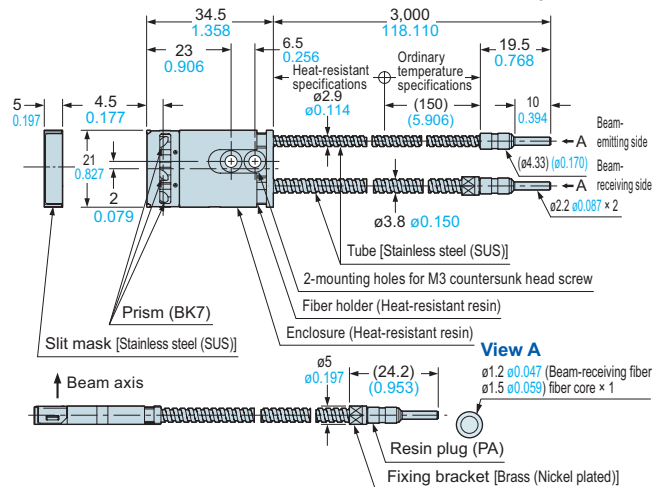 34.5
1.358
3,000
118.110
23
0.906
6.5
0.256
19.5
0.768
Heat-resistant
specifications
Ordinary
temperature
specifications
5
0.197
4.5
0.177
ø2.9
ø0.114
(150)
(5.906)
10
0.394
A
Beam-
emitting side
21
0.827
(ø4.33) (ø0.170)
Beam-
receiving side
A
2
0.079
ø3.8 ø0.150
ø2.2 ø0.087 × 2
Tube [Stainless steel (SUS)]
2-mounting holes for M3 countersunk head screw
Prism (BK7)
Fiber holder (Heat-resistant resin)
Enclosure (Heat-resistant resin)
Slit mask [Stainless steel (SUS)]
View A
ø1.2 ø0.047 (Beam-receiving fiber
ø1.5 ø0.059) fiber core × 1
Beam axis
ø5
ø0.197
(24.2)
(0.953)
Resin plug (PA)
Fixing bracket [Brass (Nickel plated)]